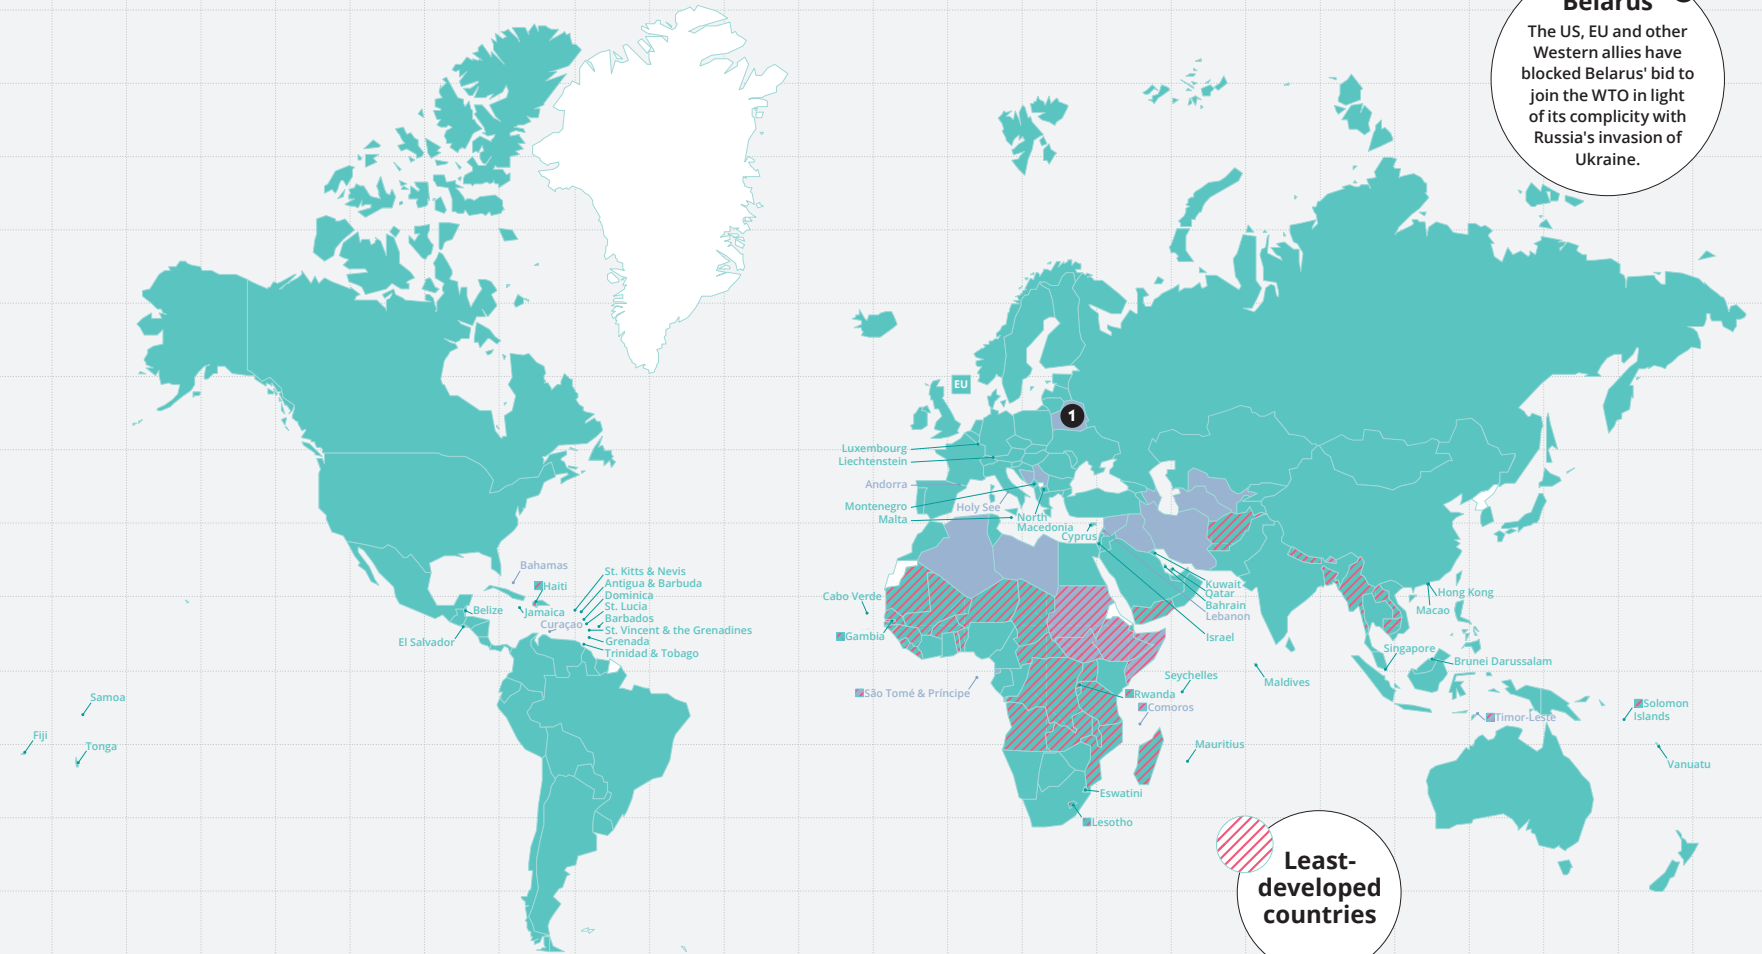 Belarus
The US, EU and other
Western allies have
blocked Belarus' bid to
join the WTO in light
of its complicity with
Russia's invasion of
Ukraine.
EU
1
Luxembourg
Liechtenstein
Andorra
Montenegro
Malta
Holy See
North
Macedonia
Cyprus
Bahamas
Haiti
Belize
Jamaica
Curaçao
El Salvador
St. Kitts & Nevis
Antigua & Barbuda
Dominica
St. Lucia
Barbados
St. Vincent & the Grenadines
Grenada
Trinidad & Tobago
Cabo Verde
Gambia
São Tomé & Príncipe
Kuwait
Qatar
Bahrain
Lebanon
Israel
Seychelles
Rwanda
Comoros
Mauritius
Eswatini
Lesotho
Maldives
Hong Kong
Macao
Singapore
Brunei Darussalam
Timor-Leste
Solomon
Islands
Vanuatu
Samoa
Fiji
Tonga
Least-
developed
countries